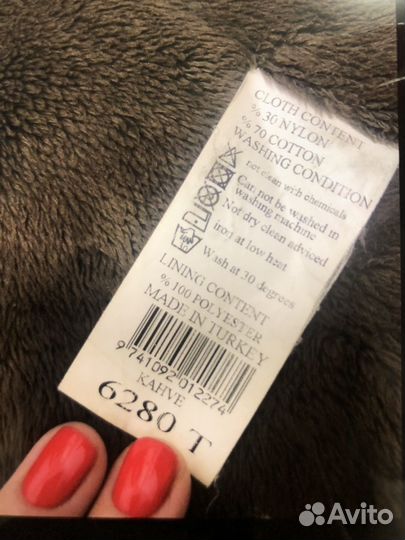 CLOTH CONTENT
% 30 NYLON
% 70 COTTON
WASHING CONDITION
not clean with chemicals
Can not be washed in
washing machine
Not dry clean adviced
iron at low heat
Wash at 30 degrees
LINING CONTENT
% 100 POLYESTER
MADE IN TURKEY
9 741092 012274
KAHVE
6280 T
Avito